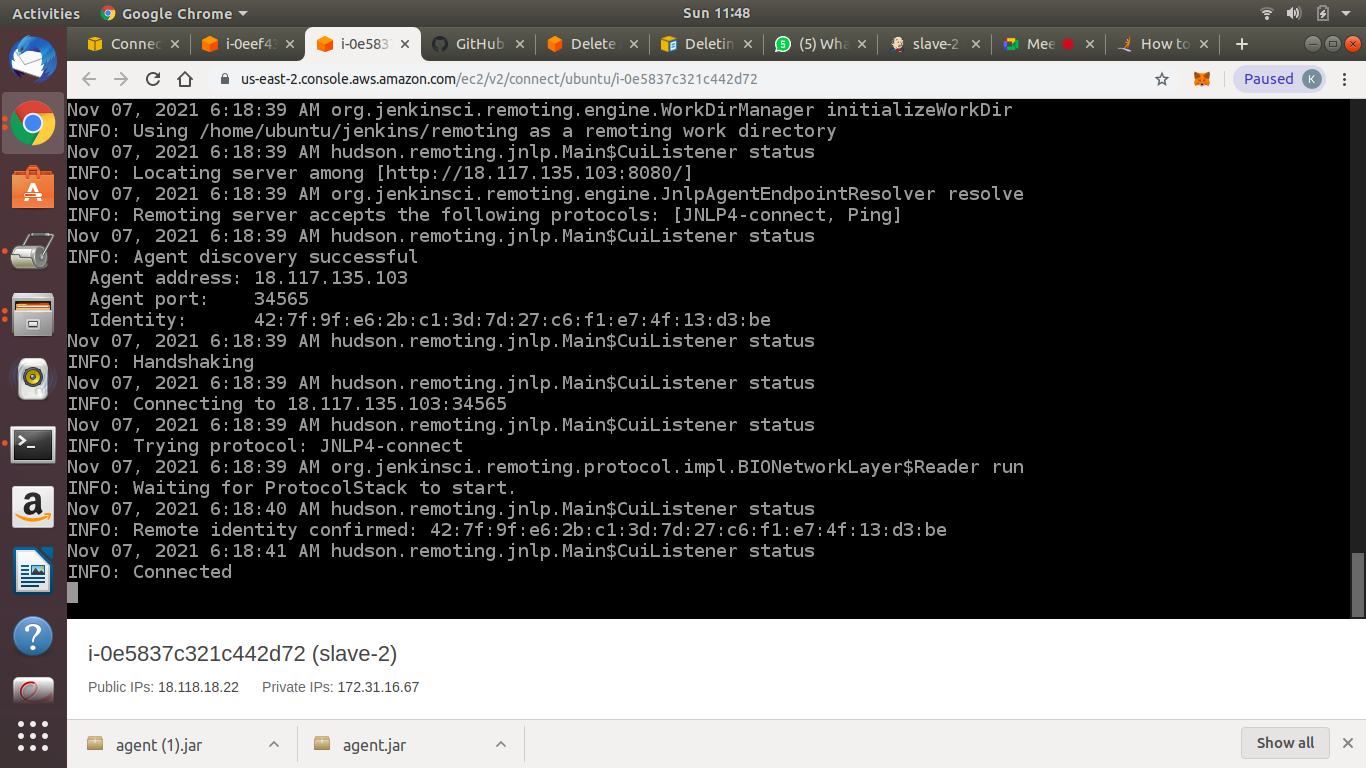 Activities Google Chrome Sun 11:48
Connec i-0eef43 i-0e583 GitHub Delete Deletin (5) Wha slave-2 Mee How to
us-east-2.console.aws.amazon.com/ec2/v2/connect/ubuntu/i-0e5837c321c442d72 Paused K
Nov 07, 2021 6:18:39 AM org.jenkinsci.remoting.engine.WorkDirManager initializeWorkDir
INFO: Using /home/ubuntu/jenkins/remoting as a remoting work directory
Nov 07, 2021 6:18:39 AM hudson.remoting.jnlp.Main$CuiListener status
INFO: Locating server among [http://18.117.135.103:8080/]
Nov 07, 2021 6:18:39 AM org.jenkinsci.remoting.engine.JnlpAgentEndpointResolver resolve
INFO: Remoting server accepts the following protocols: [JNLP4-connect, Ping]
Nov 07, 2021 6:18:39 AM hudson.remoting.jnlp.Main$CuiListener status
INFO: Agent discovery successful
Agent address: 18.117.135.103
Agent port:    34565
Identity:      42:7f:9f:e6:2b:c1:3d:7d:27:c6:f1:e7:4f:13:d3:be
Nov 07, 2021 6:18:39 AM hudson.remoting.jnlp.Main$CuiListener status
INFO: Handshaking
Nov 07, 2021 6:18:39 AM hudson.remoting.jnlp.Main$CuiListener status
INFO: Connecting to 18.117.135.103:34565
Nov 07, 2021 6:18:39 AM hudson.remoting.jnlp.Main$CuiListener status
INFO: Trying protocol: JNLP4-connect
Nov 07, 2021 6:18:39 AM org.jenkinsci.remoting.protocol.impl.BIONetworkLayer$Reader run
INFO: Waiting for ProtocolStack to start.
Nov 07, 2021 6:18:40 AM hudson.remoting.jnlp.Main$CuiListener status
INFO: Remote identity confirmed: 42:7f:9f:e6:2b:c1:3d:7d:27:c6:f1:e7:4f:13:d3:be
Nov 07, 2021 6:18:41 AM hudson.remoting.jnlp.Main$CuiListener status
INFO: Connected
i-0e5837c321c442d72 (slave-2)
Public IPs: 18.118.18.22 Private IPs: 172.31.16.67
agent (1).jar agent.jar Show all